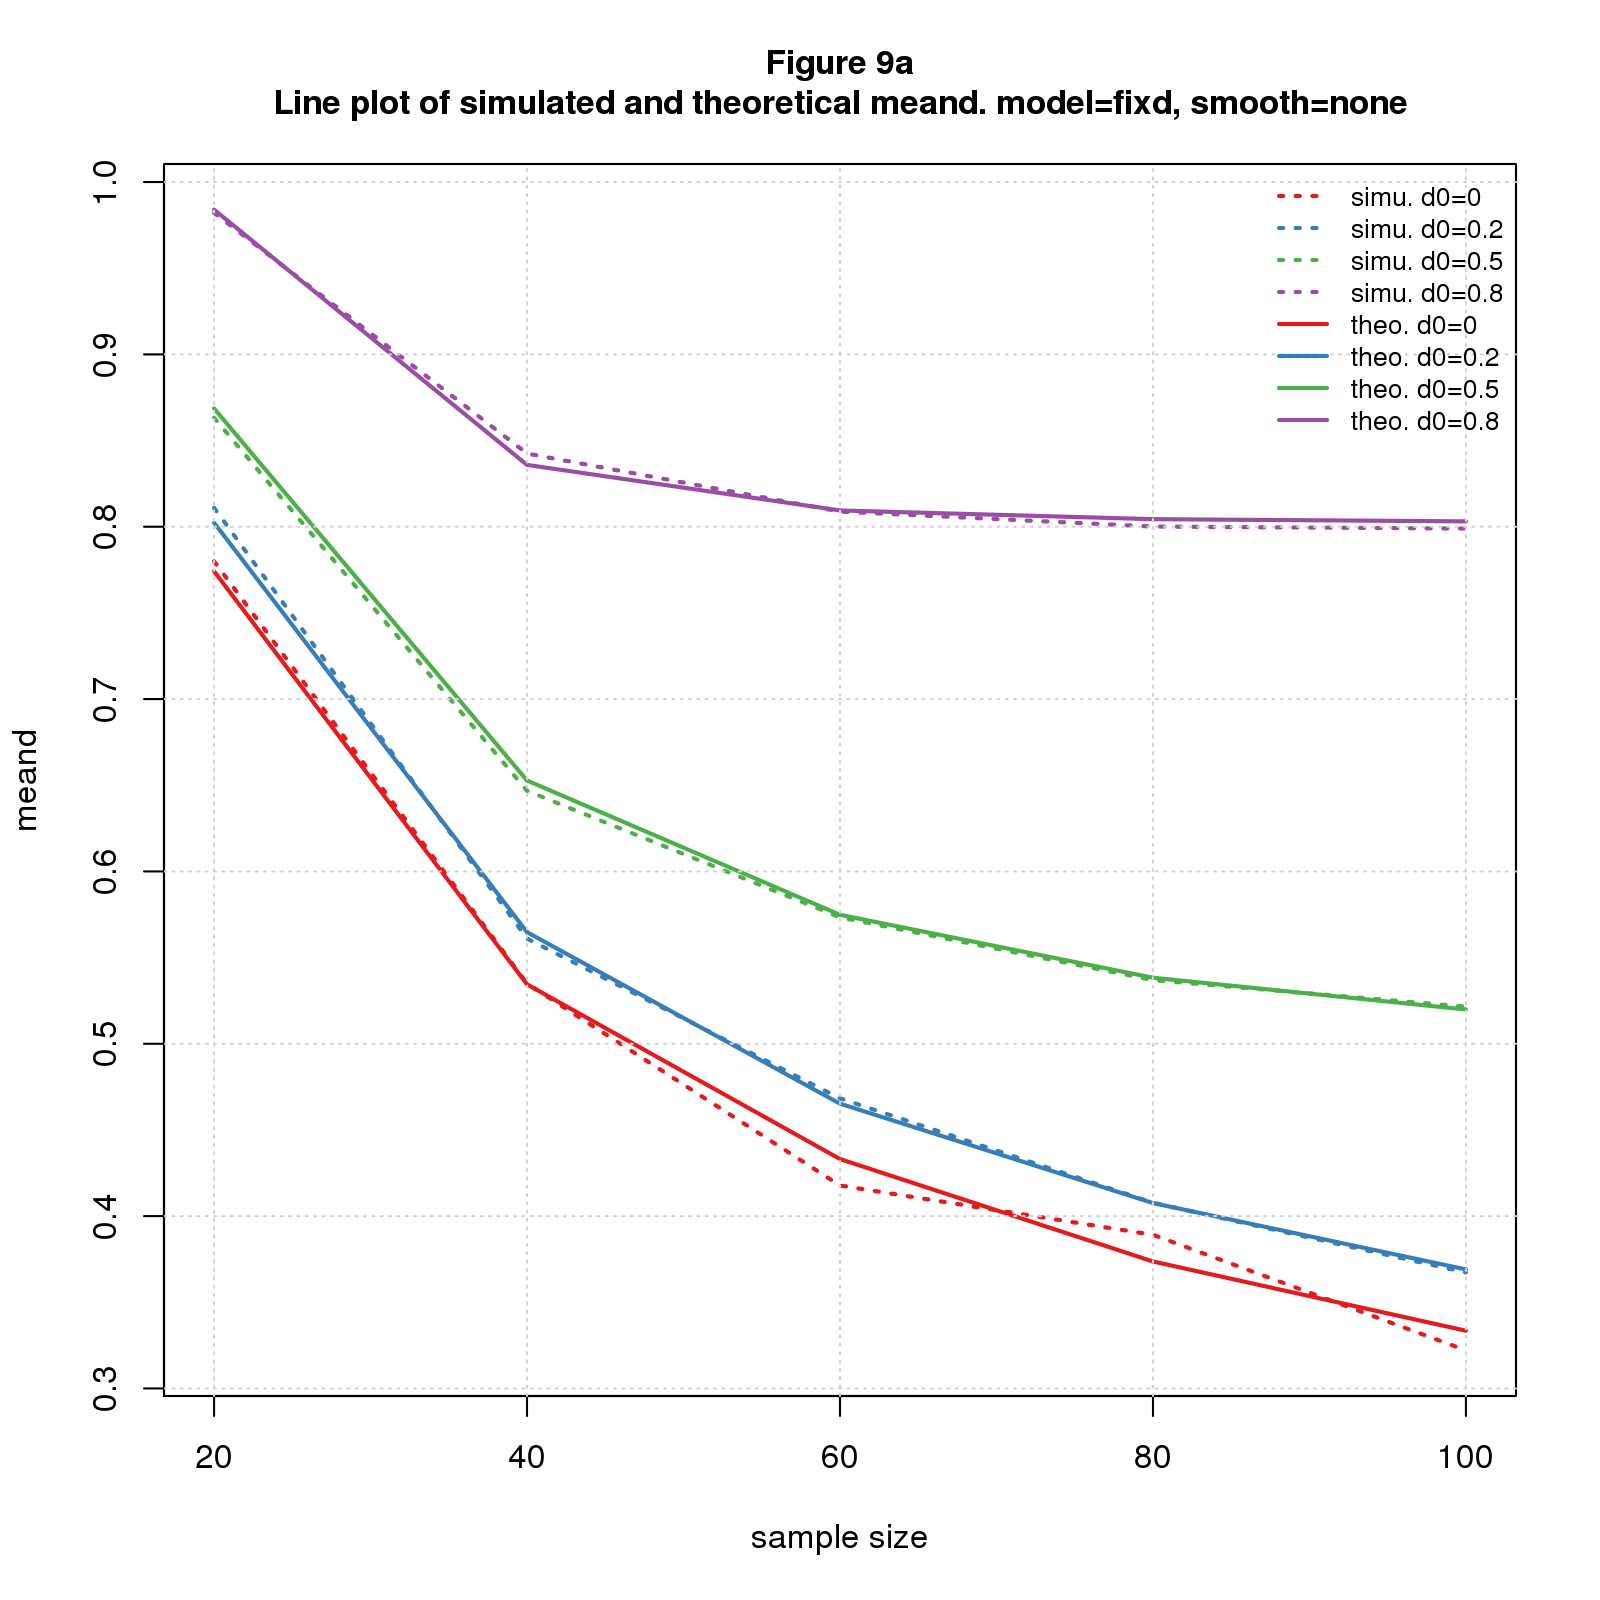 Figure 9a
Line plot of simulated and theoretical meand. model=fixd, smooth=none
1.0
0.9
0.8
0.7
0.6
0.5
0.4
0.3
meand
simu. d0=0
simu. d0=0.2
simu. d0=0.5
simu. d0=0.8
theo. d0=0
theo. d0=0.2
theo. d0=0.5
theo. d0=0.8
20 40 60 80 100
sample size